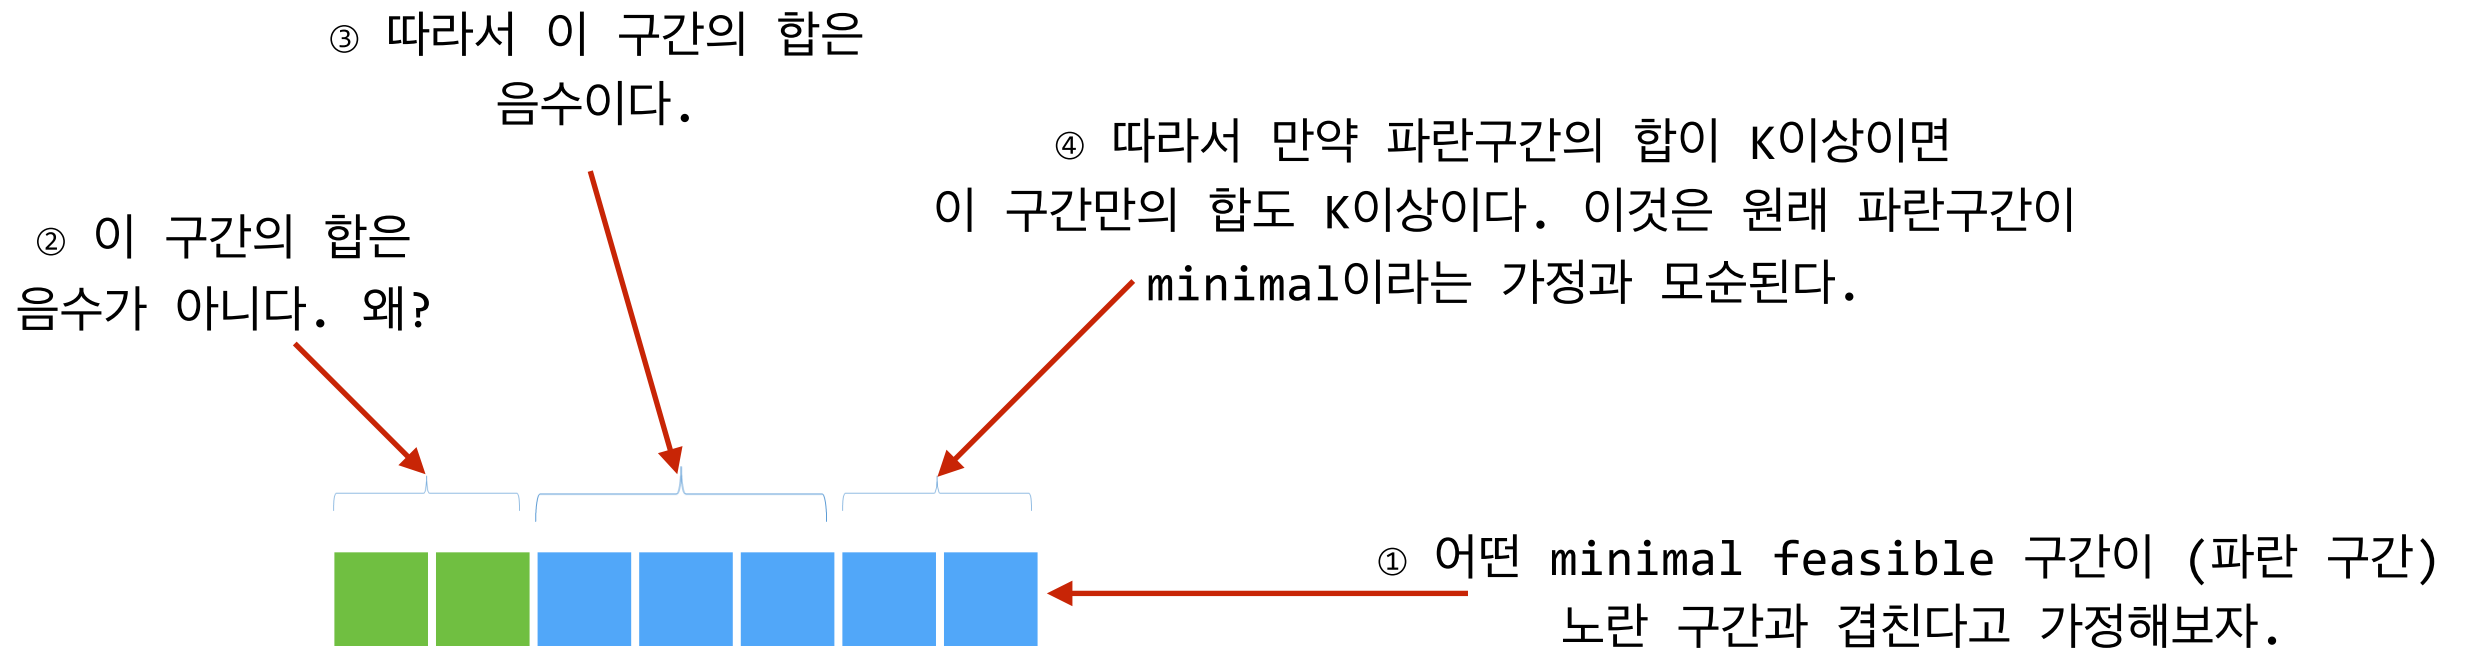 ③ 따라서 이 구간의 합은
음수이다.
④ 따라서 만약 파란구간의 합이 K이상이면
이 구간만의 합도 K이상이다. 이것은 원래 파란구간이
minimal이라는 가정과 모순된다.
② 이 구간의 합은
음수가 아니다. 왜?
① 어떤 minimal feasible 구간이 (파란 구간)
노란 구간과 겹친다고 가정해보자.